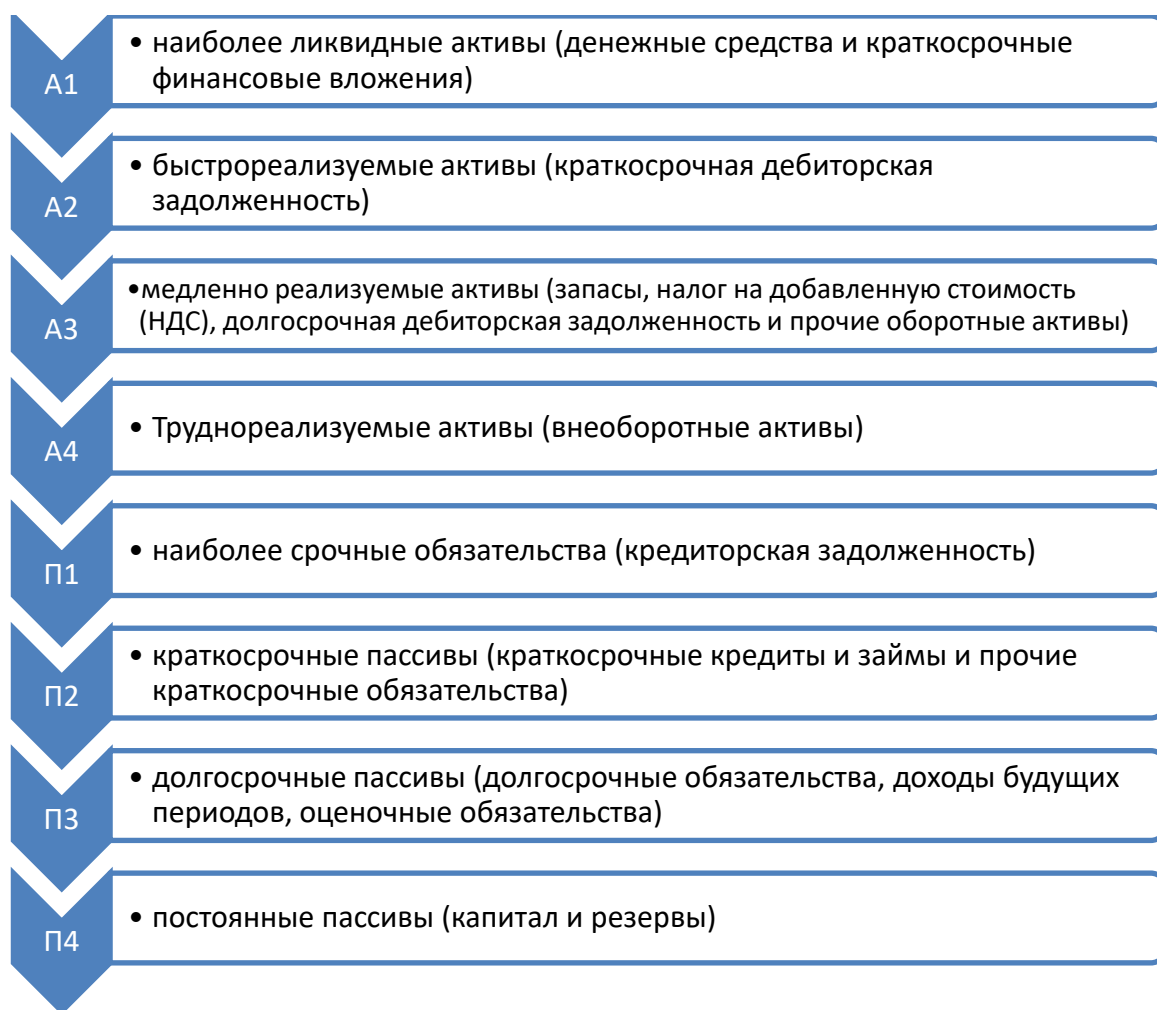 • наиболее ликвидные активы (денежные средства и краткосрочные
финансовые вложения)
А1
• быстрореализуемые активы (краткосрочная дебиторская
задолженность)
А2
•медленно реализуемые активы (запасы, налог на добавленную стоимость
(НДС), долгосрочная дебиторская задолженность и прочие оборотные активы)
А3
• Труднореализуемые активы (внеоборотные активы)
А4
• наиболее срочные обязательства (кредиторская задолженность)
П1
• краткосрочные пассивы (краткосрочные кредиты и займы и прочие
краткосрочные обязательства)
П2
• долгосрочные пассивы (долгосрочные обязательства, доходы будущих
периодов, оценочные обязательства)
П3
• постоянные пассивы (капитал и резервы)
П4